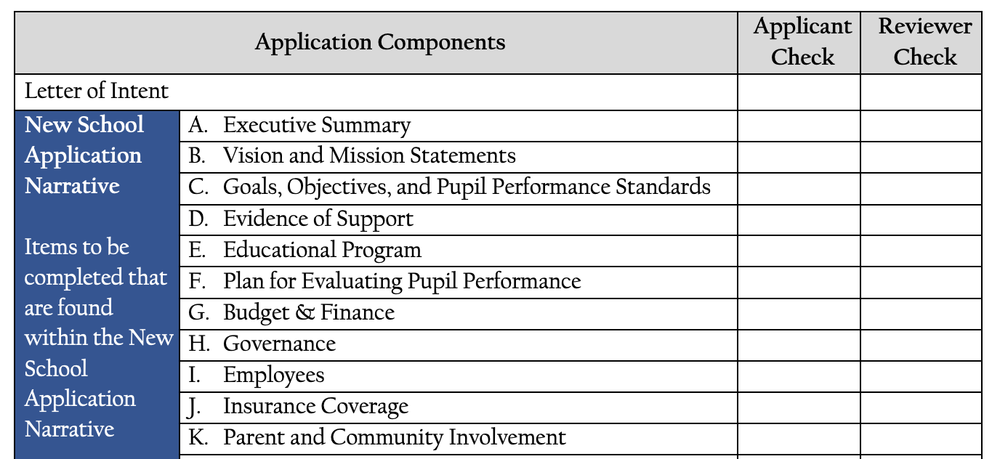 Application Components
Applicant Check
Reviewer Check
Letter of Intent
New School
Application
Narrative
Items to be
completed that
are found
within the New
School
Application
Narrative
A. Executive Summary
B. Vision and Mission Statements
C. Goals, Objectives, and Pupil Performance Standards
D. Evidence of Support
E. Educational Program
F. Plan for Evaluating Pupil Performance
G. Budget & Finance
H. Governance
I. Employees
J. Insurance Coverage
K. Parent and Community Involvement